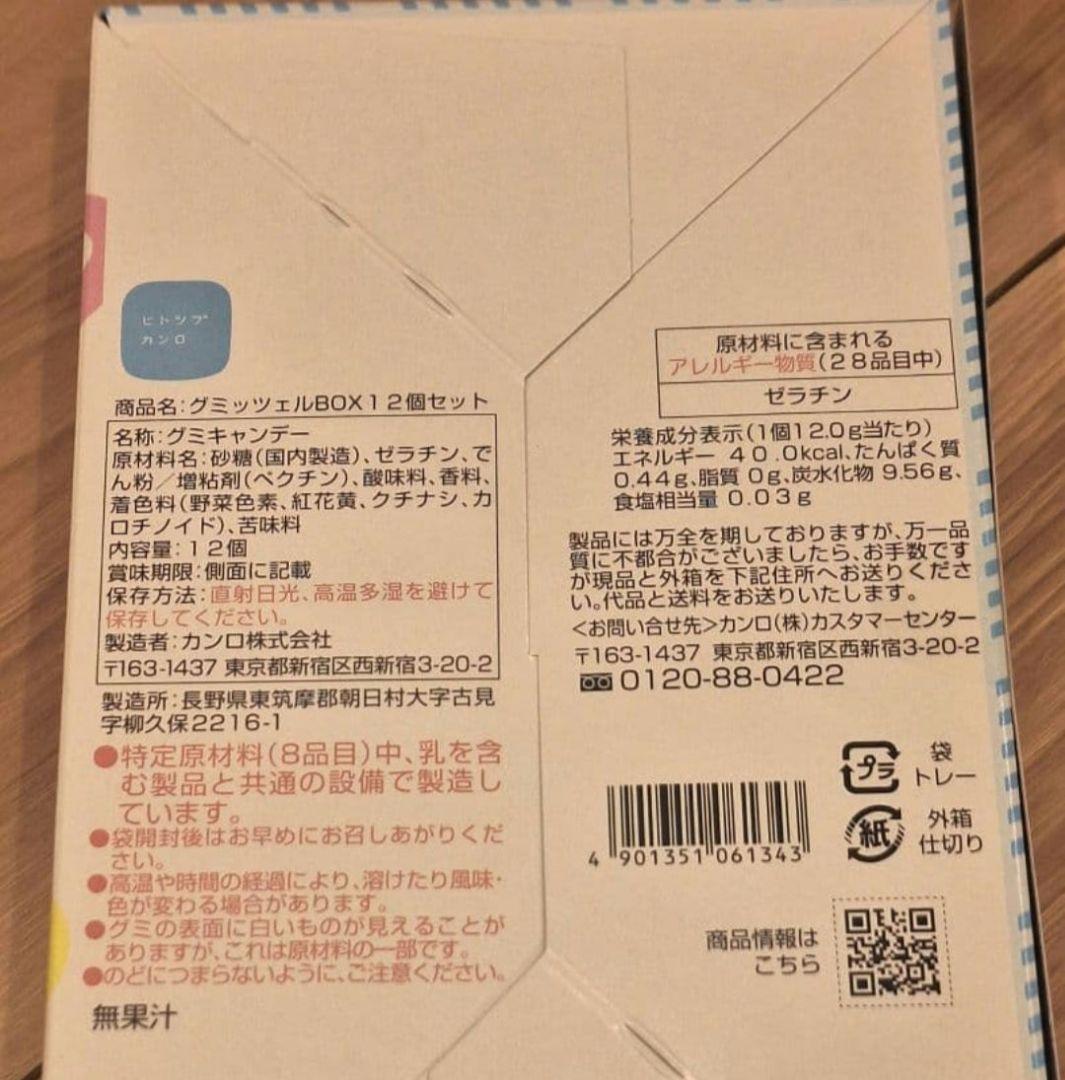 ヒトツブ
カンロ
商品名:グミッツェルBOX12個セット
名称:グミキャンデー
原材料名:砂糖(国内製造)、ゼラチン、で
ん粉/増粘剤(ペクチン)、酸味料、香料、
着色料(野菜色素、紅花黄、クチナシ、カ
ロチノイド)、苦味料
内容量:12個
賞味期限:側面に記載
保存方法:直射日光、高温多湿を避けて
保存してください。
製造者:カンロ株式会社
〒163-1437 東京都新宿区西新宿3-20-2
製造所:長野県東筑摩郡朝日村大字古見
字柳久保2216-1
●特定原材料(8品目)中、乳を含
む製品と共通の設備で製造し
ています。
●袋開封後はお早めにお召しあがりくだ
さい。
●高温や時間の経過により、溶けたり風味・
色が変わる場合があります。
●グミの表面に白いものが見えることが
ありますが、これは原材料の一部です。
●のどにつまらないように、ご注意ください。
無果汁
原材料に含まれる
アレルギー物質(28品目中)
ゼラチン
栄養成分表示(1個12.0g当たり)
エネルギー 40.0kcal、たんぱく質
0.44g、脂質 0g、炭水化物 9.56g、
食塩相当量 0.03g
製品には万全を期しておりますが、万一品
質に不都合がございましたら、お手数です
が現品と外箱を下記住所へお送りくださ
い。代品と送料をお送りいたします。
<お問い合せ先>カンロ(株)カスタマーセンター
〒163-1437 東京都新宿区西新宿3-20-2
0120-88-0422
プラ
袋
トレー
紙
外箱
仕切り
4 901351 061343
商品情報は
こちら